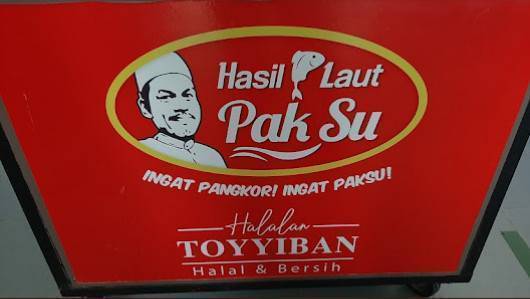 Hasil Laut
Pak Su
INGAT PANGKOR! INGAT PAKSU!
Halalan
TOYYIBAN
Halal & Bersih